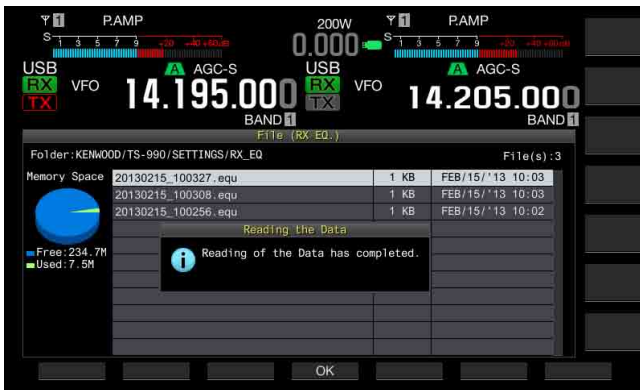 1 P.AMP 200W 1 P.AMP
S 1 3 5 7 9 +20 +40 +60dB 0.000 S 1 3 5 7 9 +20 +40 +60dB
USB A AGC-S USB A AGC-S
RX VFO 14.195.000 RX VFO 14.205.000
TX TX
BAND 1 BAND 1
File (RX EQ.)
Folder:KENWOOD/TS-990/SETTINGS/RX_EQ File(s):3
Memory Space 20130215_100327.equ 1 KB FEB/15/'13 10:03
20130215_100308.equ 1 KB FEB/15/'13 10:03
20130215_100256.equ 1 KB FEB/15/'13 10:02
Reading the Data
Reading of the Data has completed.
Free:234.7M
Used:7.5M
OK